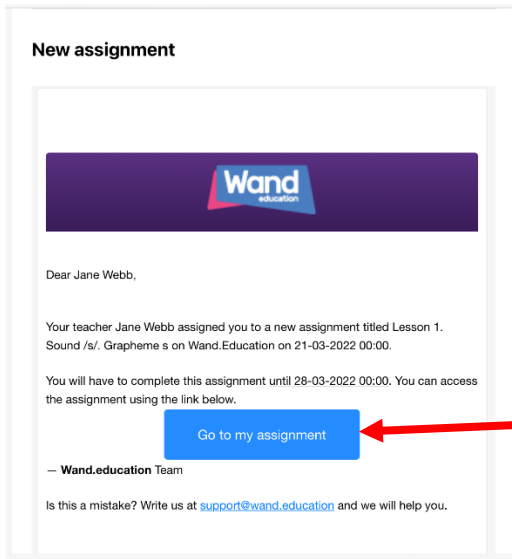 New assignment
Wand
education
Dear Jane Webb,
Your teacher Jane Webb assigned you to a new assignment titled Lesson 1.
Sound /s/. Grapheme s on Wand.Education on 21-03-2022 00:00.
You will have to complete this assignment until 28-03-2022 00:00. You can access
the assignment using the link below.
Go to my assignment
— Wand.education Team
Is this a mistake? Write us at support@wand.education and we will help you.